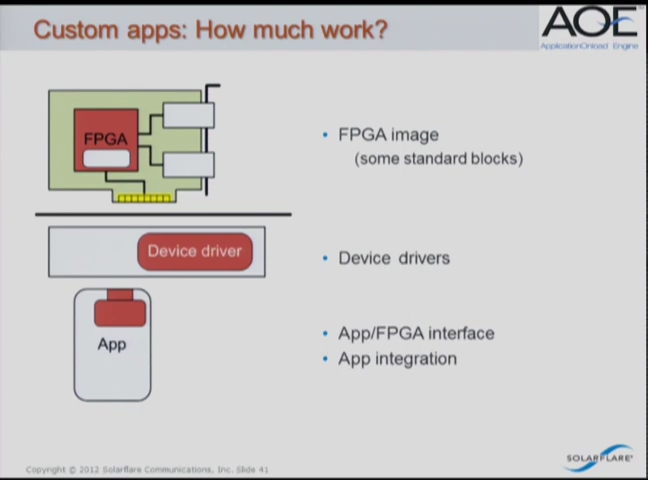 Custom apps: How much work?
AOE
ApplicationOnload Engine
FPGA
• FPGA image
(some standard blocks)
Device driver
• Device drivers
App
• App/FPGA interface
• App integration
Copyright © 2012 Solarflare Communications, Inc. Slide 41
SOLARFLARE®